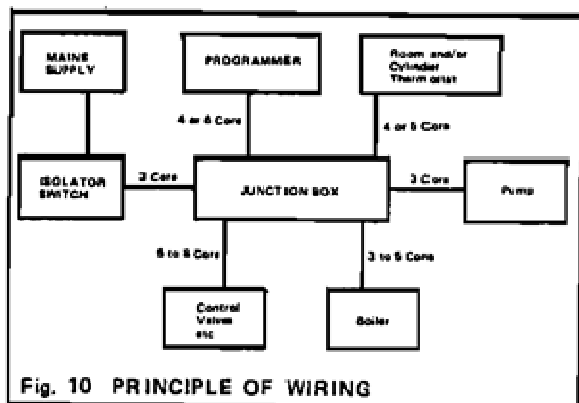 MAINS
SUPPLY
PROGRAMMER
Room and/or
Cylinder
Thermostat
4 or 6 Core
4 or 5 Core
ISOLATOR
SWITCH
3 Core
JUNCTION BOX
3 Core
Pump
3 to 5 Core
Control
Valves
etc
Boiler
Fig. 10 PRINCIPLE OF WIRING